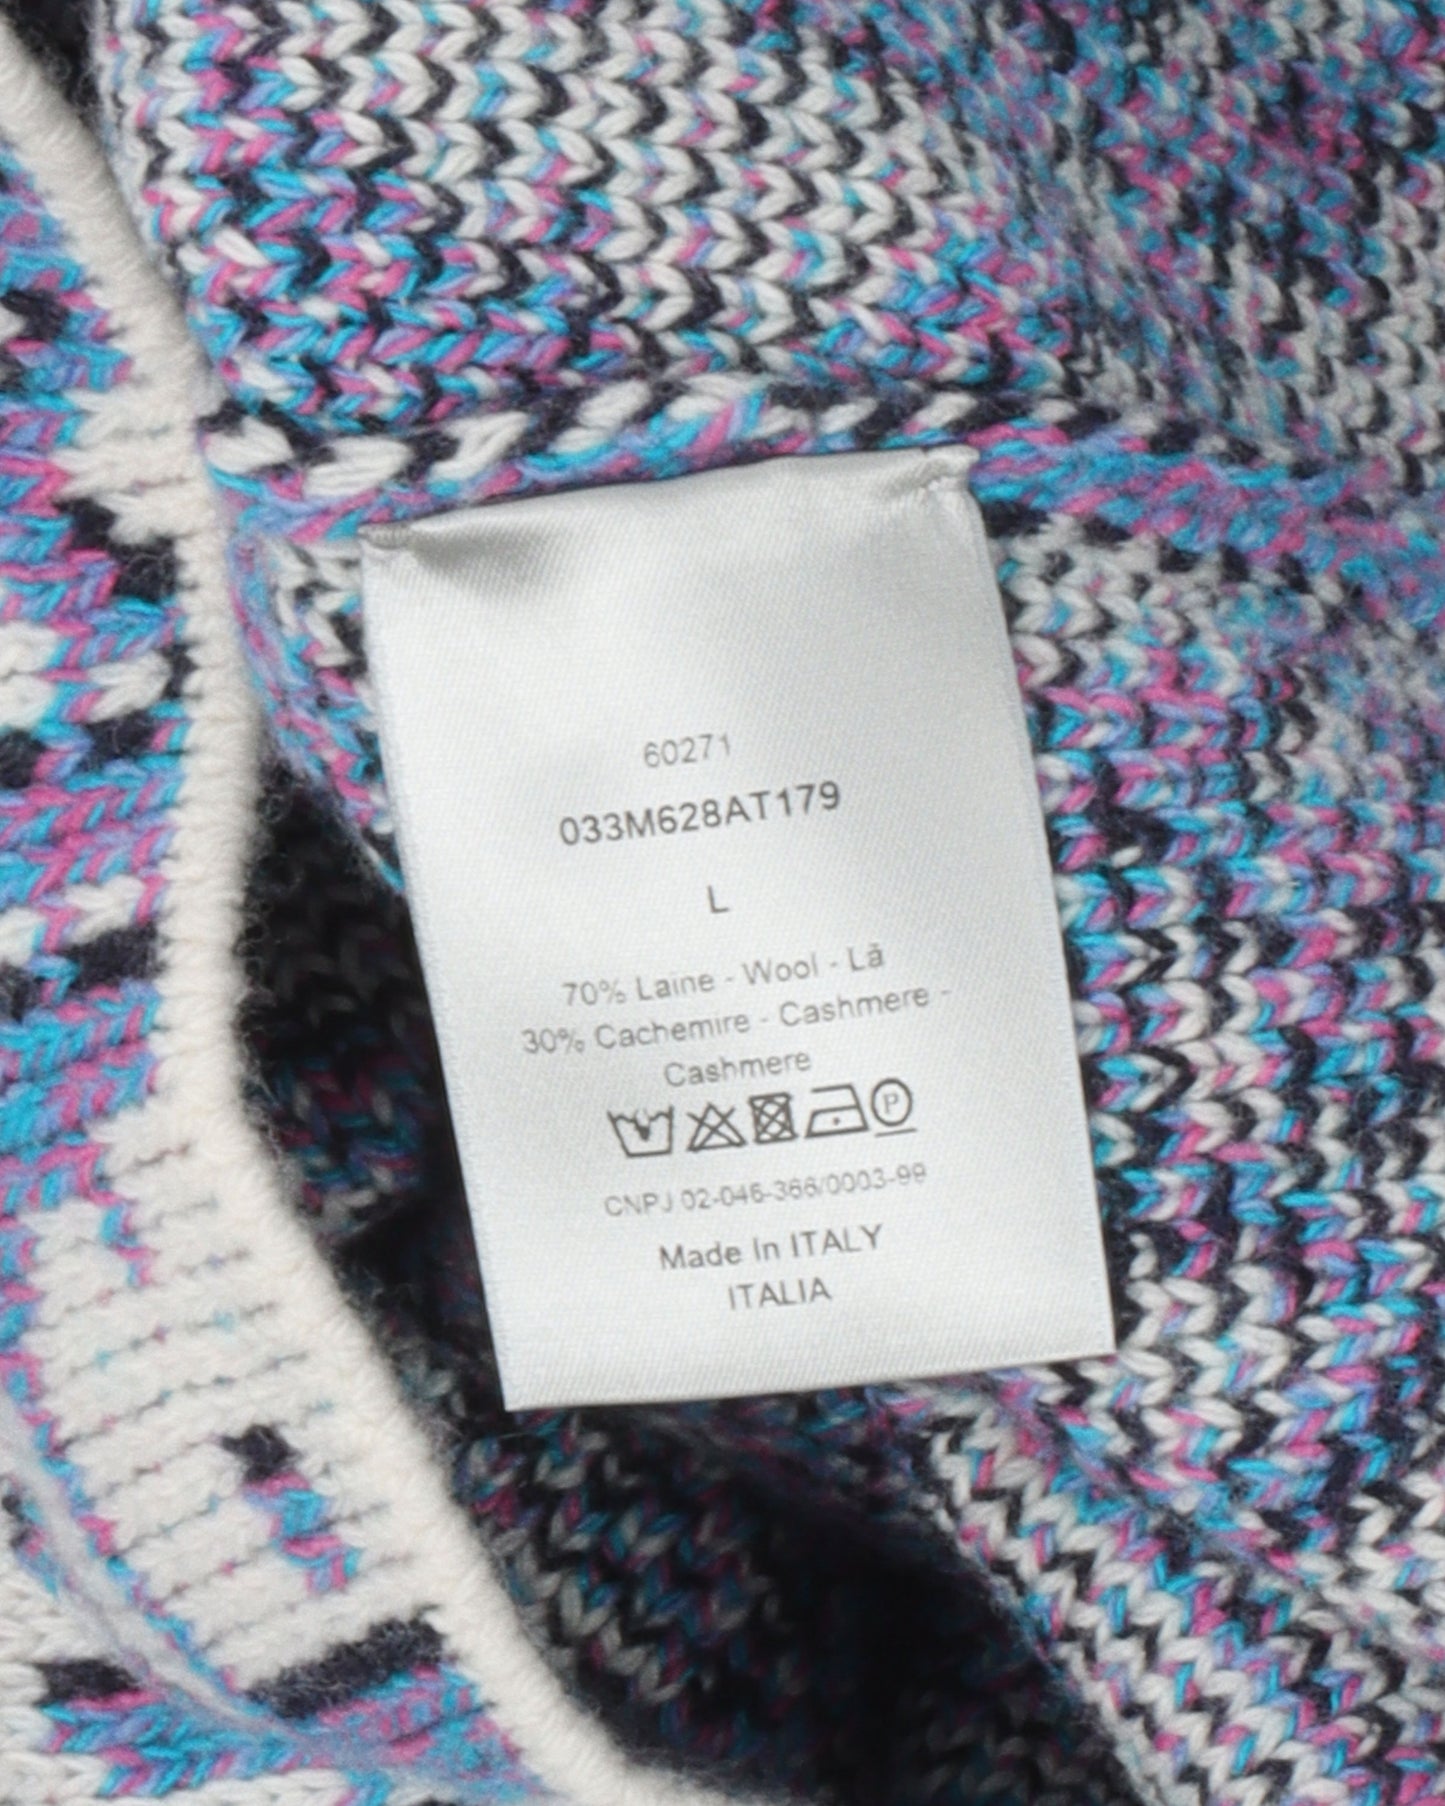 60271
033M628AT179
L
70% Laine - Wool - Lã
30% Cachemire - Cashmere -
Cashmere
P
CNPJ 02-046-366/0003-99
Made In ITALY
ITALIA